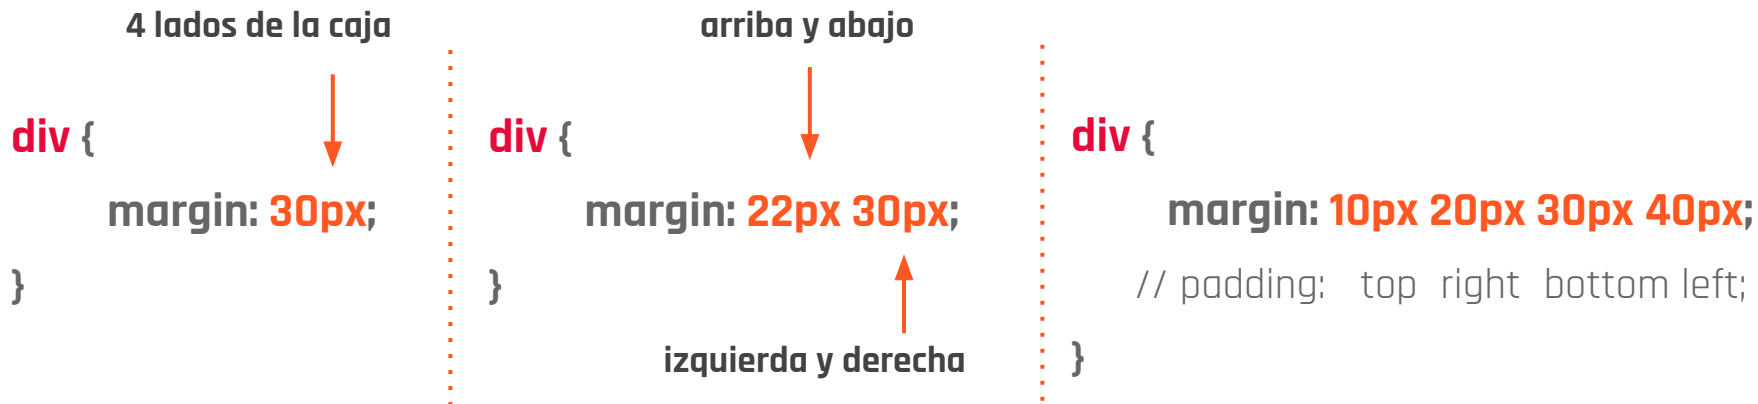 4 lados de la caja
div {
margin: 30px;
}
arriba y abajo
div {
margin: 22px 30px;
}
izquierda y derecha
div {
margin: 10px 20px 30px 40px;
// padding: top right bottom left;
}